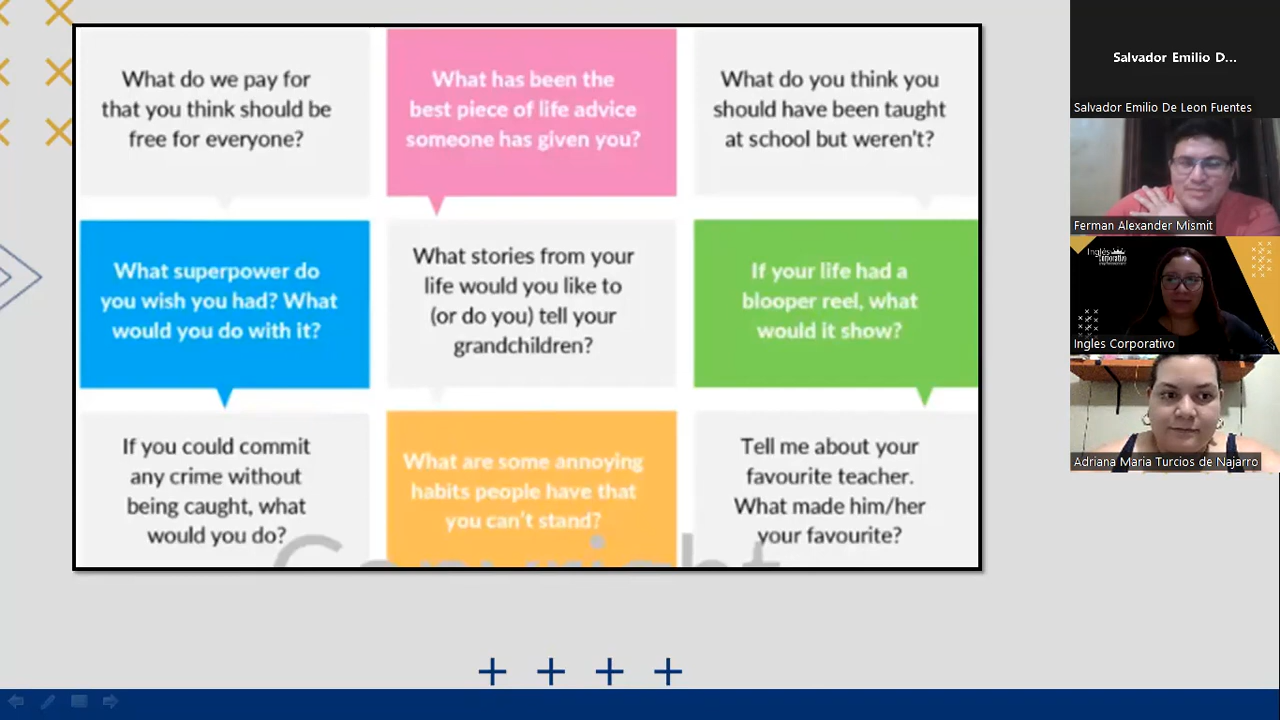 What do we pay for
that you think should be
free for everyone?
What has been the
best piece of life advice
someone has given you?
What do you think you
should have been taught
at school but weren't?
What superpower do
you wish you had? What
would you do with it?
What stories from your
life would you like to
(or do you) tell your
grandchildren?
If your life had a
blooper reel, what
would it show?
If you could commit
any crime without
being caught, what
would you do?
What are some annoying
habits people have that
you can't stand?
Tell me about your
favourite teacher.
What made him/her
your favourite?
Copyright
Salvador Emilio D...
Salvador Emilio De Leon Fuentes
Ferman Alexander Mismit
Inglés
Corporativo
Ingles Corporativo
Adriana Maria Turcios de Najarro